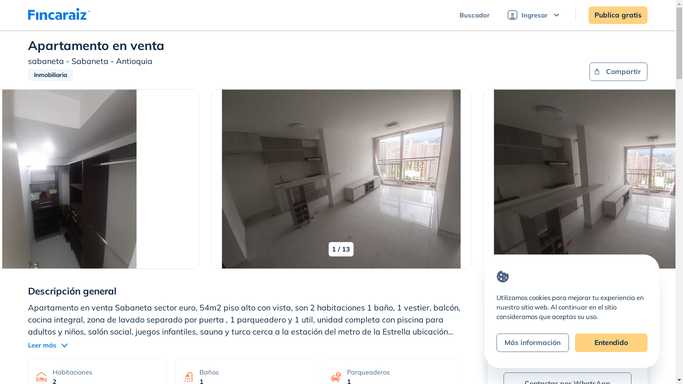 Fincaraiz
Buscador
Ingresar
Publica gratis
Apartamento en venta
sabaneta - Sabaneta - Antioquia
Inmobiliaria
Compartir
1 / 13
Descripción general
Apartamento en venta Sabaneta sector euro, 54m2 piso alto con vista, son 2 habitaciones 1 baño, 1 vestier, balcón,
cocina integral, zona de lavado separado por puerta , 1 parqueadero y 1 util, unidad completa con piscina para
adultos y niños, salón social, juegos infantiles, sauna y turco cerca a la estación del metro de la Estrella ubicación...
Leer más
Habitaciones
2
Baños
1
Parqueaderos
1
Utilizamos cookies para mejorar tu experiencia en
nuestro sitio web. Al continuar en el sitio
consideramos que aceptas su uso.
Más información
Entendido
Contactar por WhatsApp